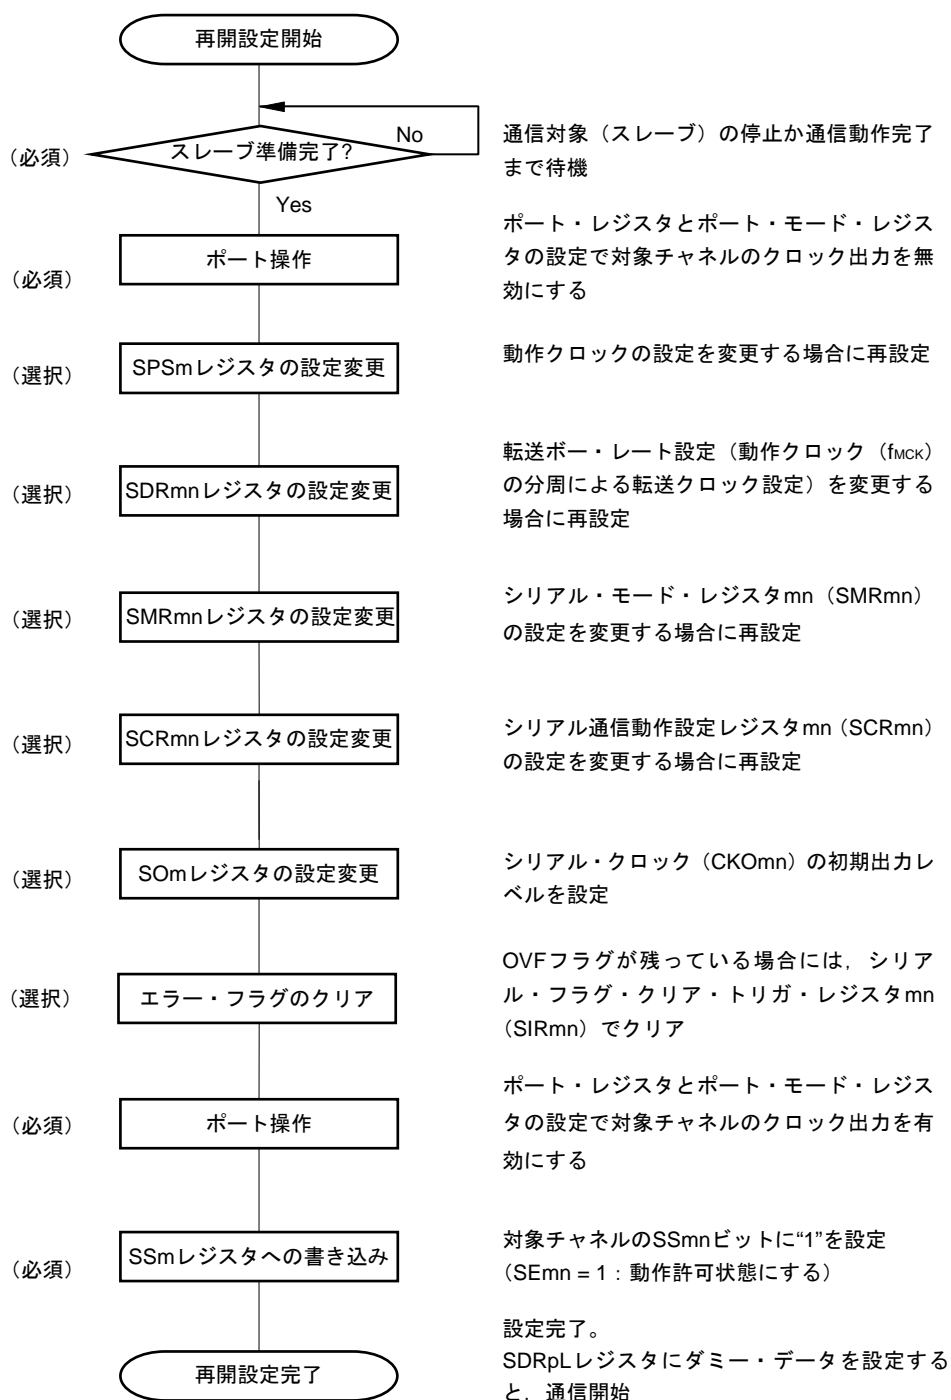 再開設定開始
No
（必須）
スレーブ準備完了?
通信対象（スレーブ）の停止か通信動作完了
まで待機
Yes
（必須）
ポート操作
ポート・レジスタとポート・モード・レジス
タの設定で対象チャネルのクロック出力を無
効にする
（選択）
SPSmレジスタの設定変更
動作クロックの設定を変更する場合に再設定
（選択）
SDRmnレジスタの設定変更
転送ボー・レート設定（動作クロック（fMCK）
の分周による転送クロック設定）を変更する
場合に再設定
（選択）
SMRmnレジスタの設定変更
シリアル・モード・レジスタmn（SMRmn）
の設定を変更する場合に再設定
（選択）
SCRmnレジスタの設定変更
シリアル通信動作設定レジスタmn（SCRmn）
の設定を変更する場合に再設定
（選択）
SOmレジスタの設定変更
シリアル・クロック（CKOmn）の初期出力レ
ベルを設定
（選択）
エラー・フラグのクリア
OVFフラグが残っている場合には，シリア
ル・フラグ・クリア・トリガ・レジスタmn
（SIRmn）でクリア
（必須）
ポート操作
ポート・レジスタとポート・モード・レジス
タの設定で対象チャネルのクロック出力を有
効にする
（必須）
SSmレジスタへの書き込み
対象チャネルのSSmnビットに“1”を設定
（SEmn = 1：動作許可状態にする）
再開設定完了
設定完了。
SDRpLレジスタにダミー・データを設定する
と，通信開始